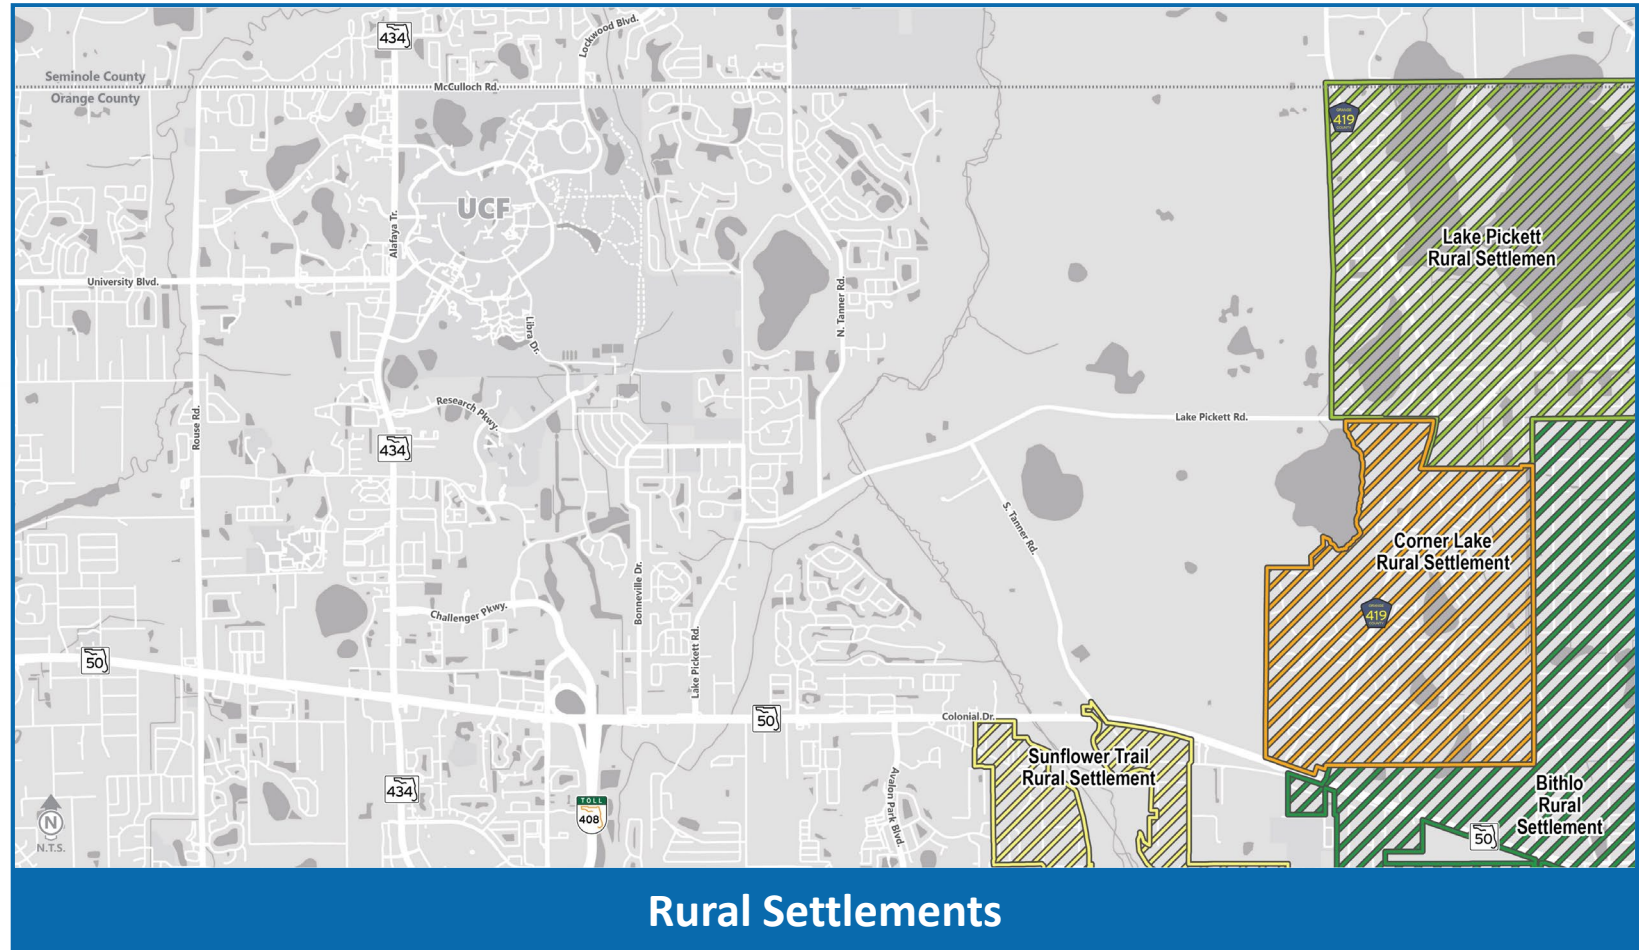 434
Lockwood Blvd.
Seminole County
Orange County
McCulloch Rd.
419
UCF
Alafaya Tr.
Lake Pickett
Rural Settlemen
University Blvd.
N. Tanner Rd.
Libra Dr.
Research Pkwy.
Rouse Rd.
Lake Pickett Rd.
434
S. Tanner Rd.
Corner Lake
Rural Settlement
Bonneville Dr.
Challenger Pkwy.
419
50
Lake Pickett Rd.
50
Colonial Dr.
Sunflower Trail
Rural Settlement
Bithlo
Rural
Settlement
434
TOLL
408
Avalon Park Blvd.
50
N
N.T.S.
Rural Settlements